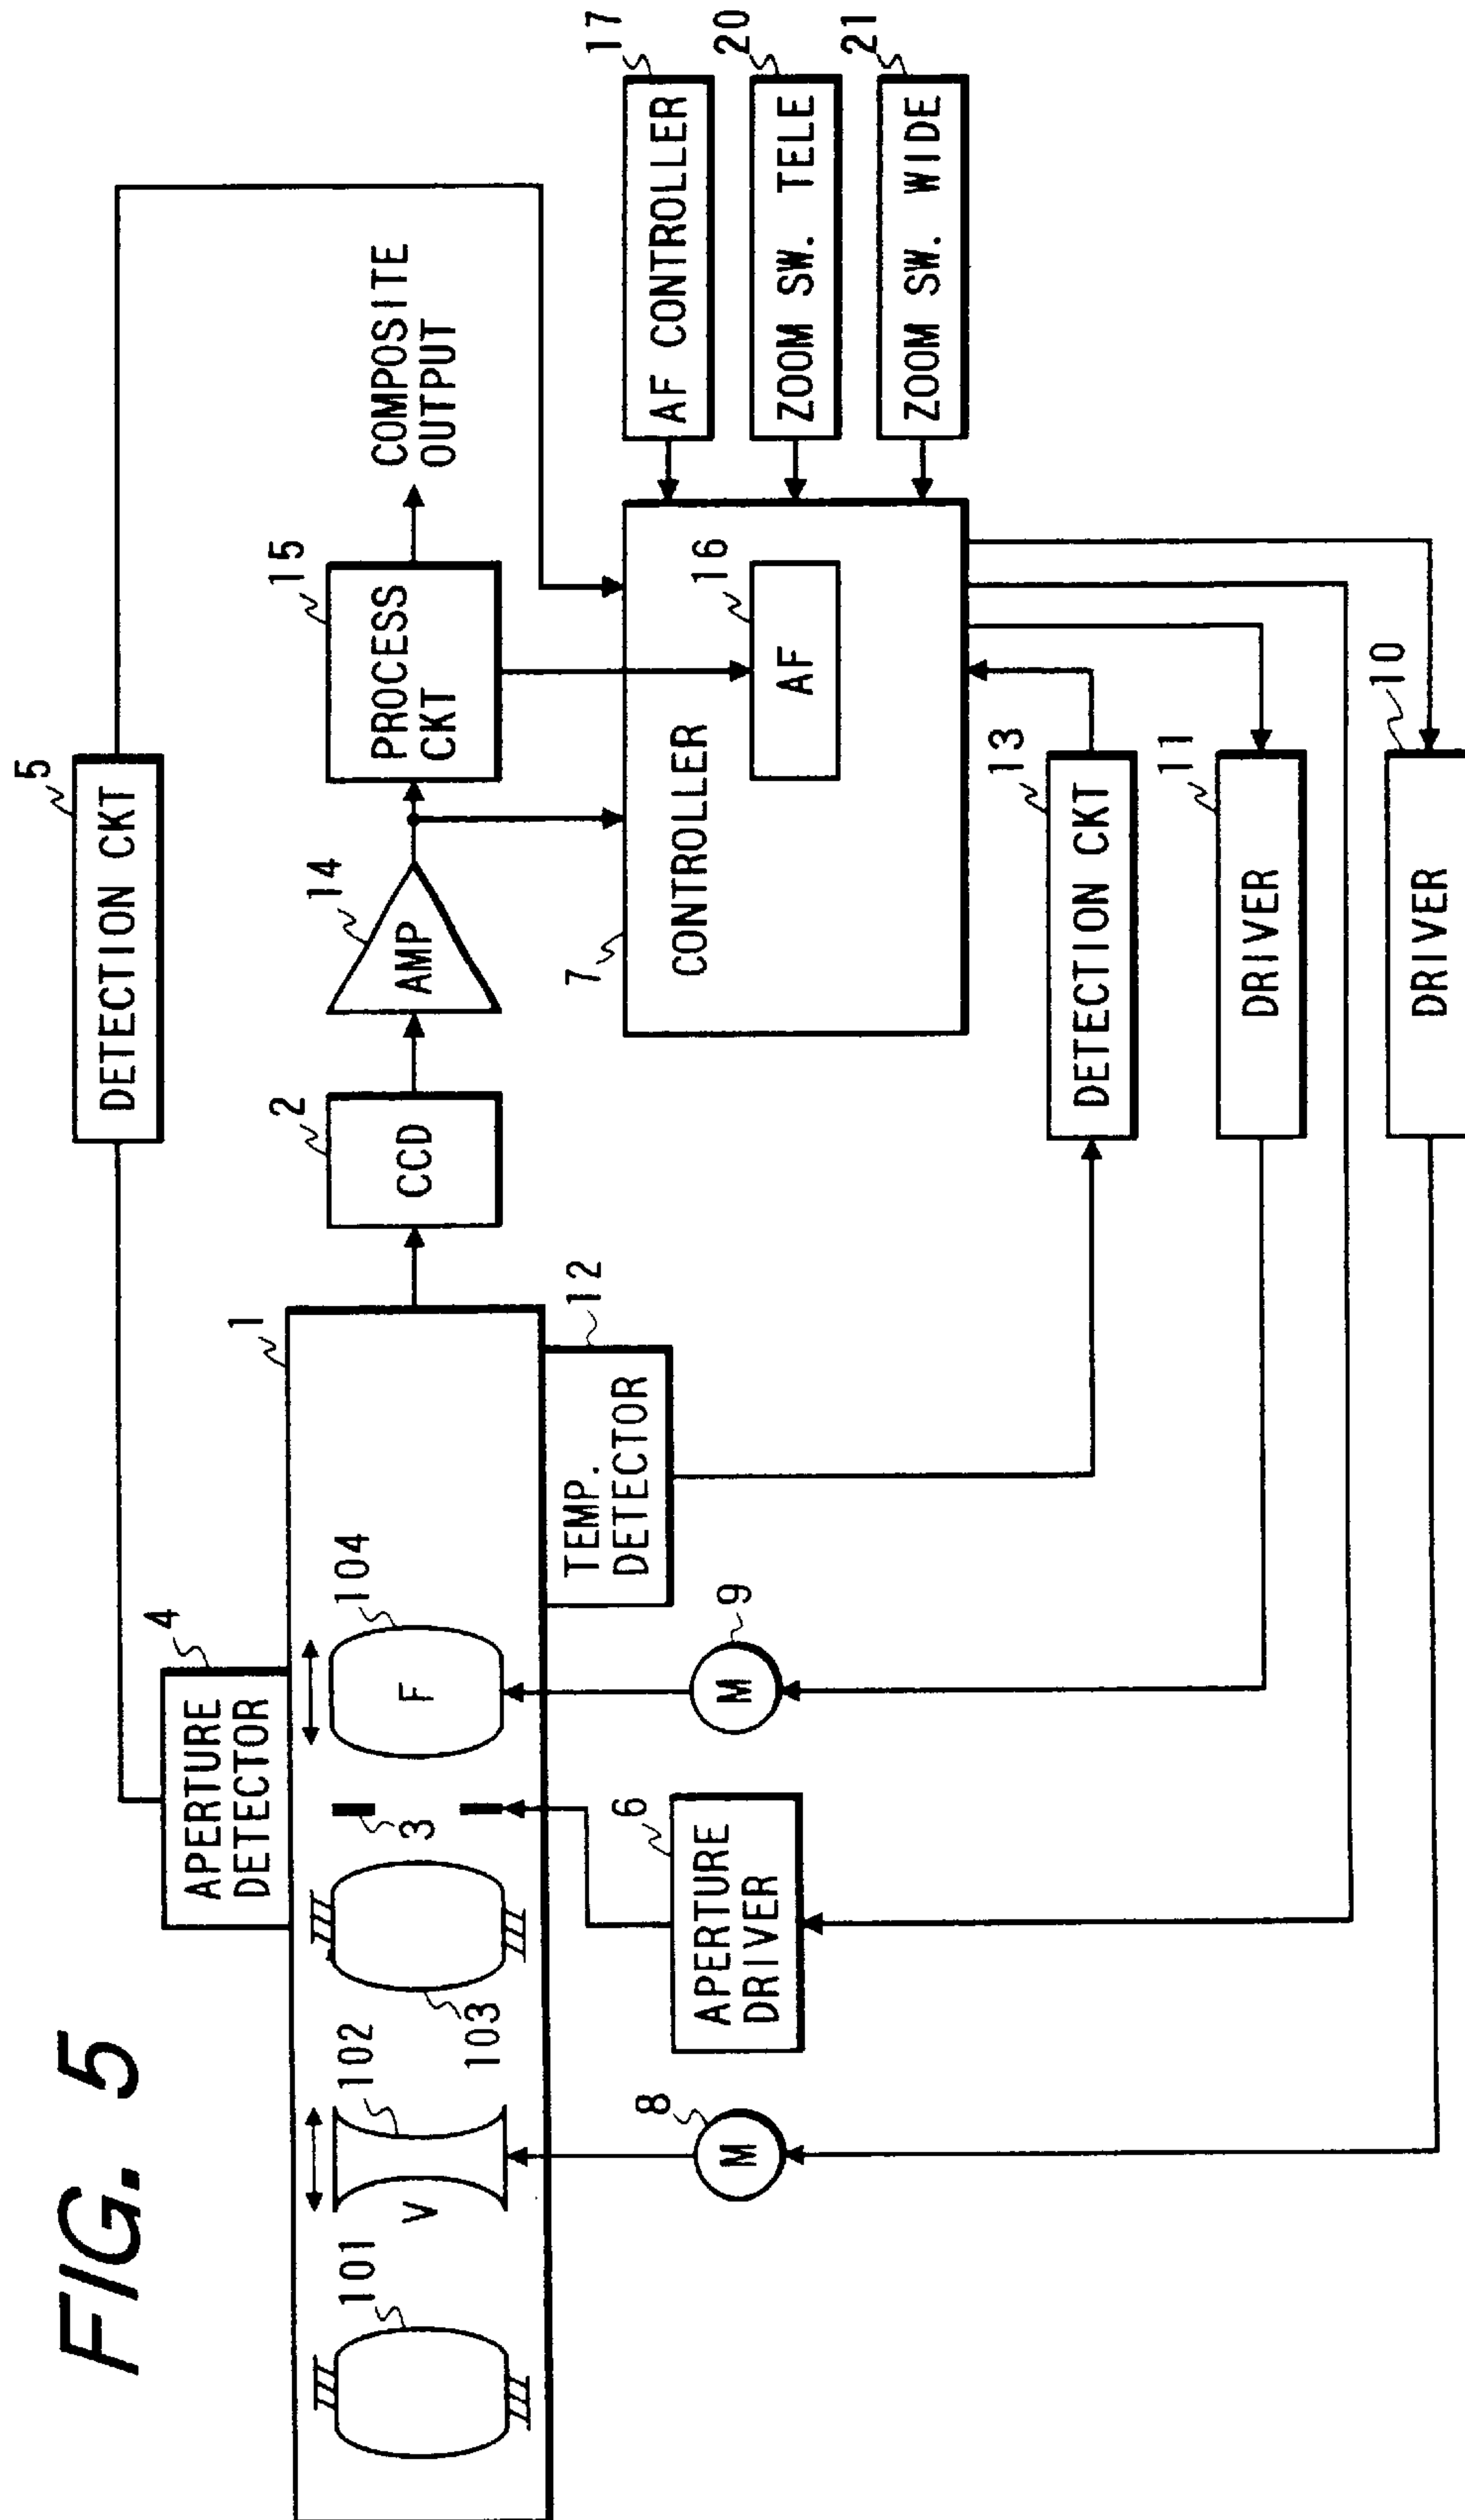 FIG. 5
5
DETECTION CKT
4
APERTURE
DETECTOR
1
101
V
102
103
3
F
104
TEMP.
DETECTOR
12
2
CCD
14
AMP
15
PROCESS
CKT
COMPOSITE
OUTPUT
7
CONTROLLER
16
AF
17
AF CONTROLLER
20
ZOOM SW. TELE
21
ZOOM SW. WIDE
8
M
6
APERTURE
DRIVER
9
M
13
DETECTION CKT
11
DRIVER
10
DRIVER